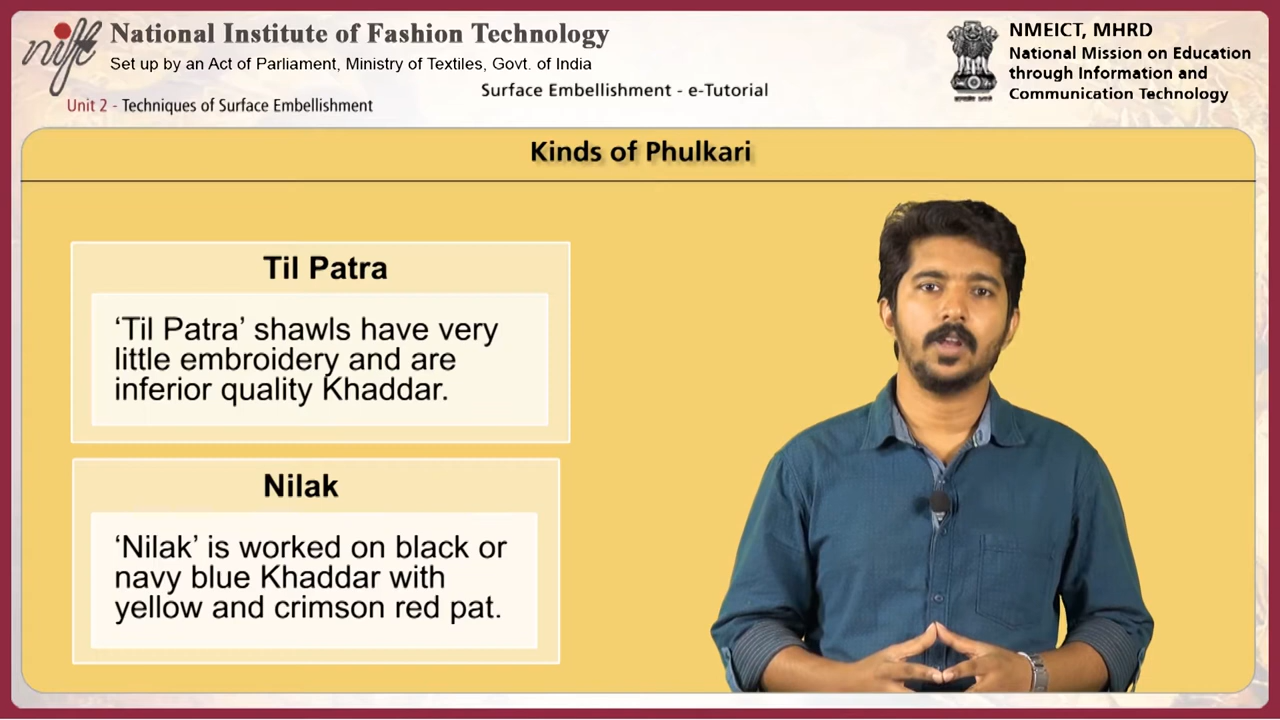 nift
National Institute of Fashion Technology
Set up by an Act of Parliament, Ministry of Textiles, Govt. of India
Unit 2 - Techniques of Surface Embellishment
Surface Embellishment - e-Tutorial
NMEICT, MHRD
National Mission on Education
through Information and
Communication Technology
Kinds of Phulkari
Til Patra
‘Til Patra’ shawls have very
little embroidery and are
inferior quality Khaddar.
Nilak
‘Nilak’ is worked on black or
navy blue Khaddar with
yellow and crimson red pat.